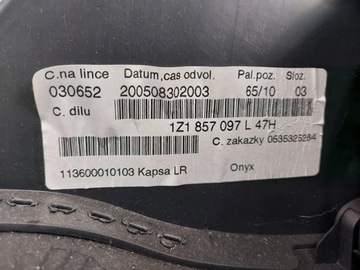 C.na lince Datum,cas odvol. Pal.poz. Sloz.
030652 200508302003 65/10 03
C. dilu 1Z1 857 097 L 47H
C. zakazky 0535325284
113600010103 Kapsa LR Onyx